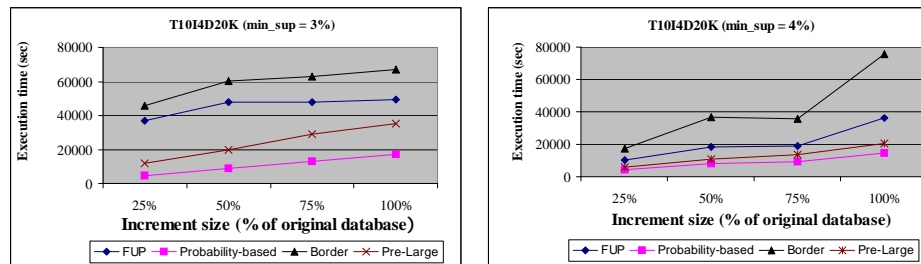 T10I4D20K (min_sup = 3%)
Execution time (sec)
80000
60000
40000
20000
0
25% 50% 75% 100%
Increment size (% of original database)
FUP Probability-based Border Pre-Large
T10I4D20K (min_sup = 4%)
Execution time (sec)
80000
60000
40000
20000
0
25% 50% 75% 100%
Increment size (% of original database)
FUP Probability-based Border Pre-Large